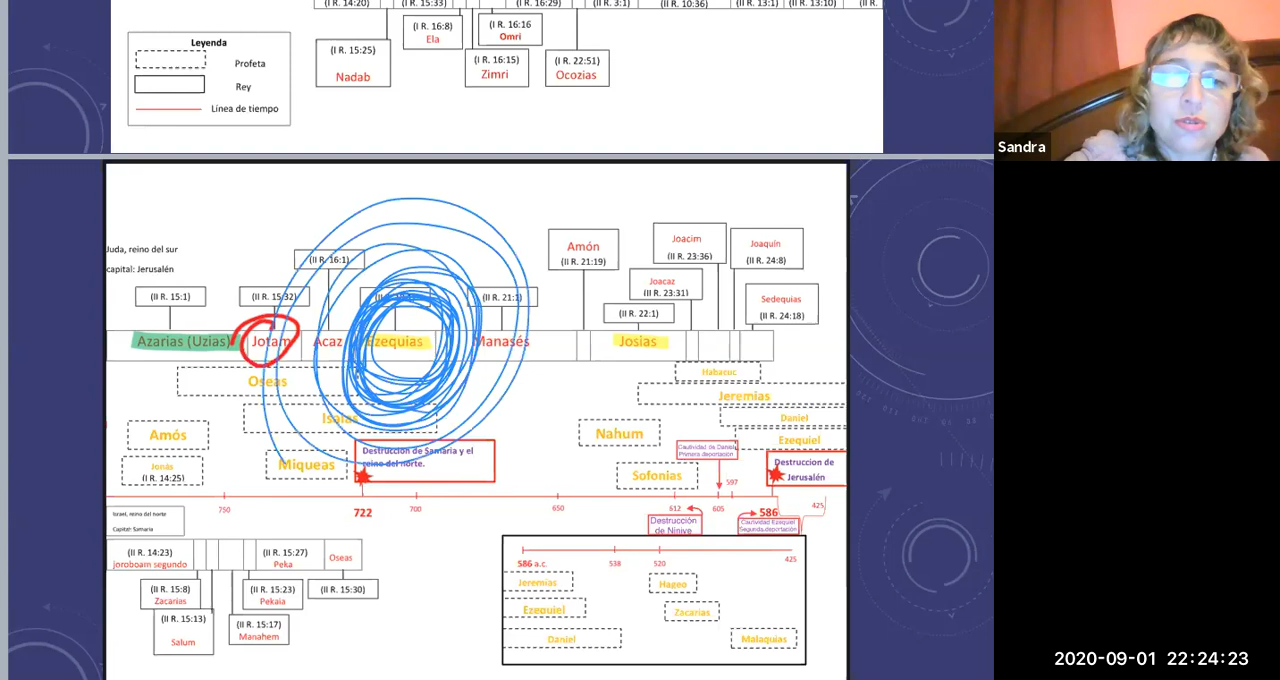 (I R. 14:20)
(I R. 15:33)
(I R. 16:29)
(II R. 3:1)
(II R. 10:36)
(II R. 13:1)
(II R. 13:10)
(II R.
Leyenda
Profeta
Rey
Línea de tiempo
(I R. 15:25)
Nadab
(I R. 16:8)
Ela
(I R. 16:16
Omri
(I R. 16:15)
Zimri
(I R. 22:51)
Ocozias
Sandra
Juda, reino del sur
capital: Jerusalén
(II R. 15:1)
(II R. 15:32)
(II R. 16:1)
(II R. 21:1)
Amón
(II R. 21:19)
Joacim
(II R. 23:36)
Joaquín
(II R. 24:8)
Joacaz
(II R. 23:31)
(II R. 22:1)
Sedequias
(II R. 24:18)
Azarias (Uzias)
Jotam
Acaz
Ezequias
Manasés
Josias
Oseas
Isaias
Amós
Miqueas
Jonás
(I R. 14:25)
Destruccion de Samaria y el
reino del norte.
Nahum
Sofonias
Habacuc
Jeremias
Daniel
Ezequiel
Cautividad de Daniel
Primera deportación
Destruccion de
Jerusalén
597
750
722
700
650
612
605
586
425
Israel, reino del norte
Capital: Samaria
Destrucción
de Ninive
Cautividad Ezequiel
Segunda deportación
(II R. 14:23)
joroboam segundo
(II R. 15:27)
Peka
Oseas
(II R. 15:8)
Zacarias
(II R. 15:23)
Pekaia
(II R. 15:30)
(II R. 15:13)
Salum
(II R. 15:17)
Manahem
586 a.c.
538
520
425
Jeremias
Hageo
Ezequiel
Zacarias
Daniel
Malaquias
2020-09-01 22:24:23